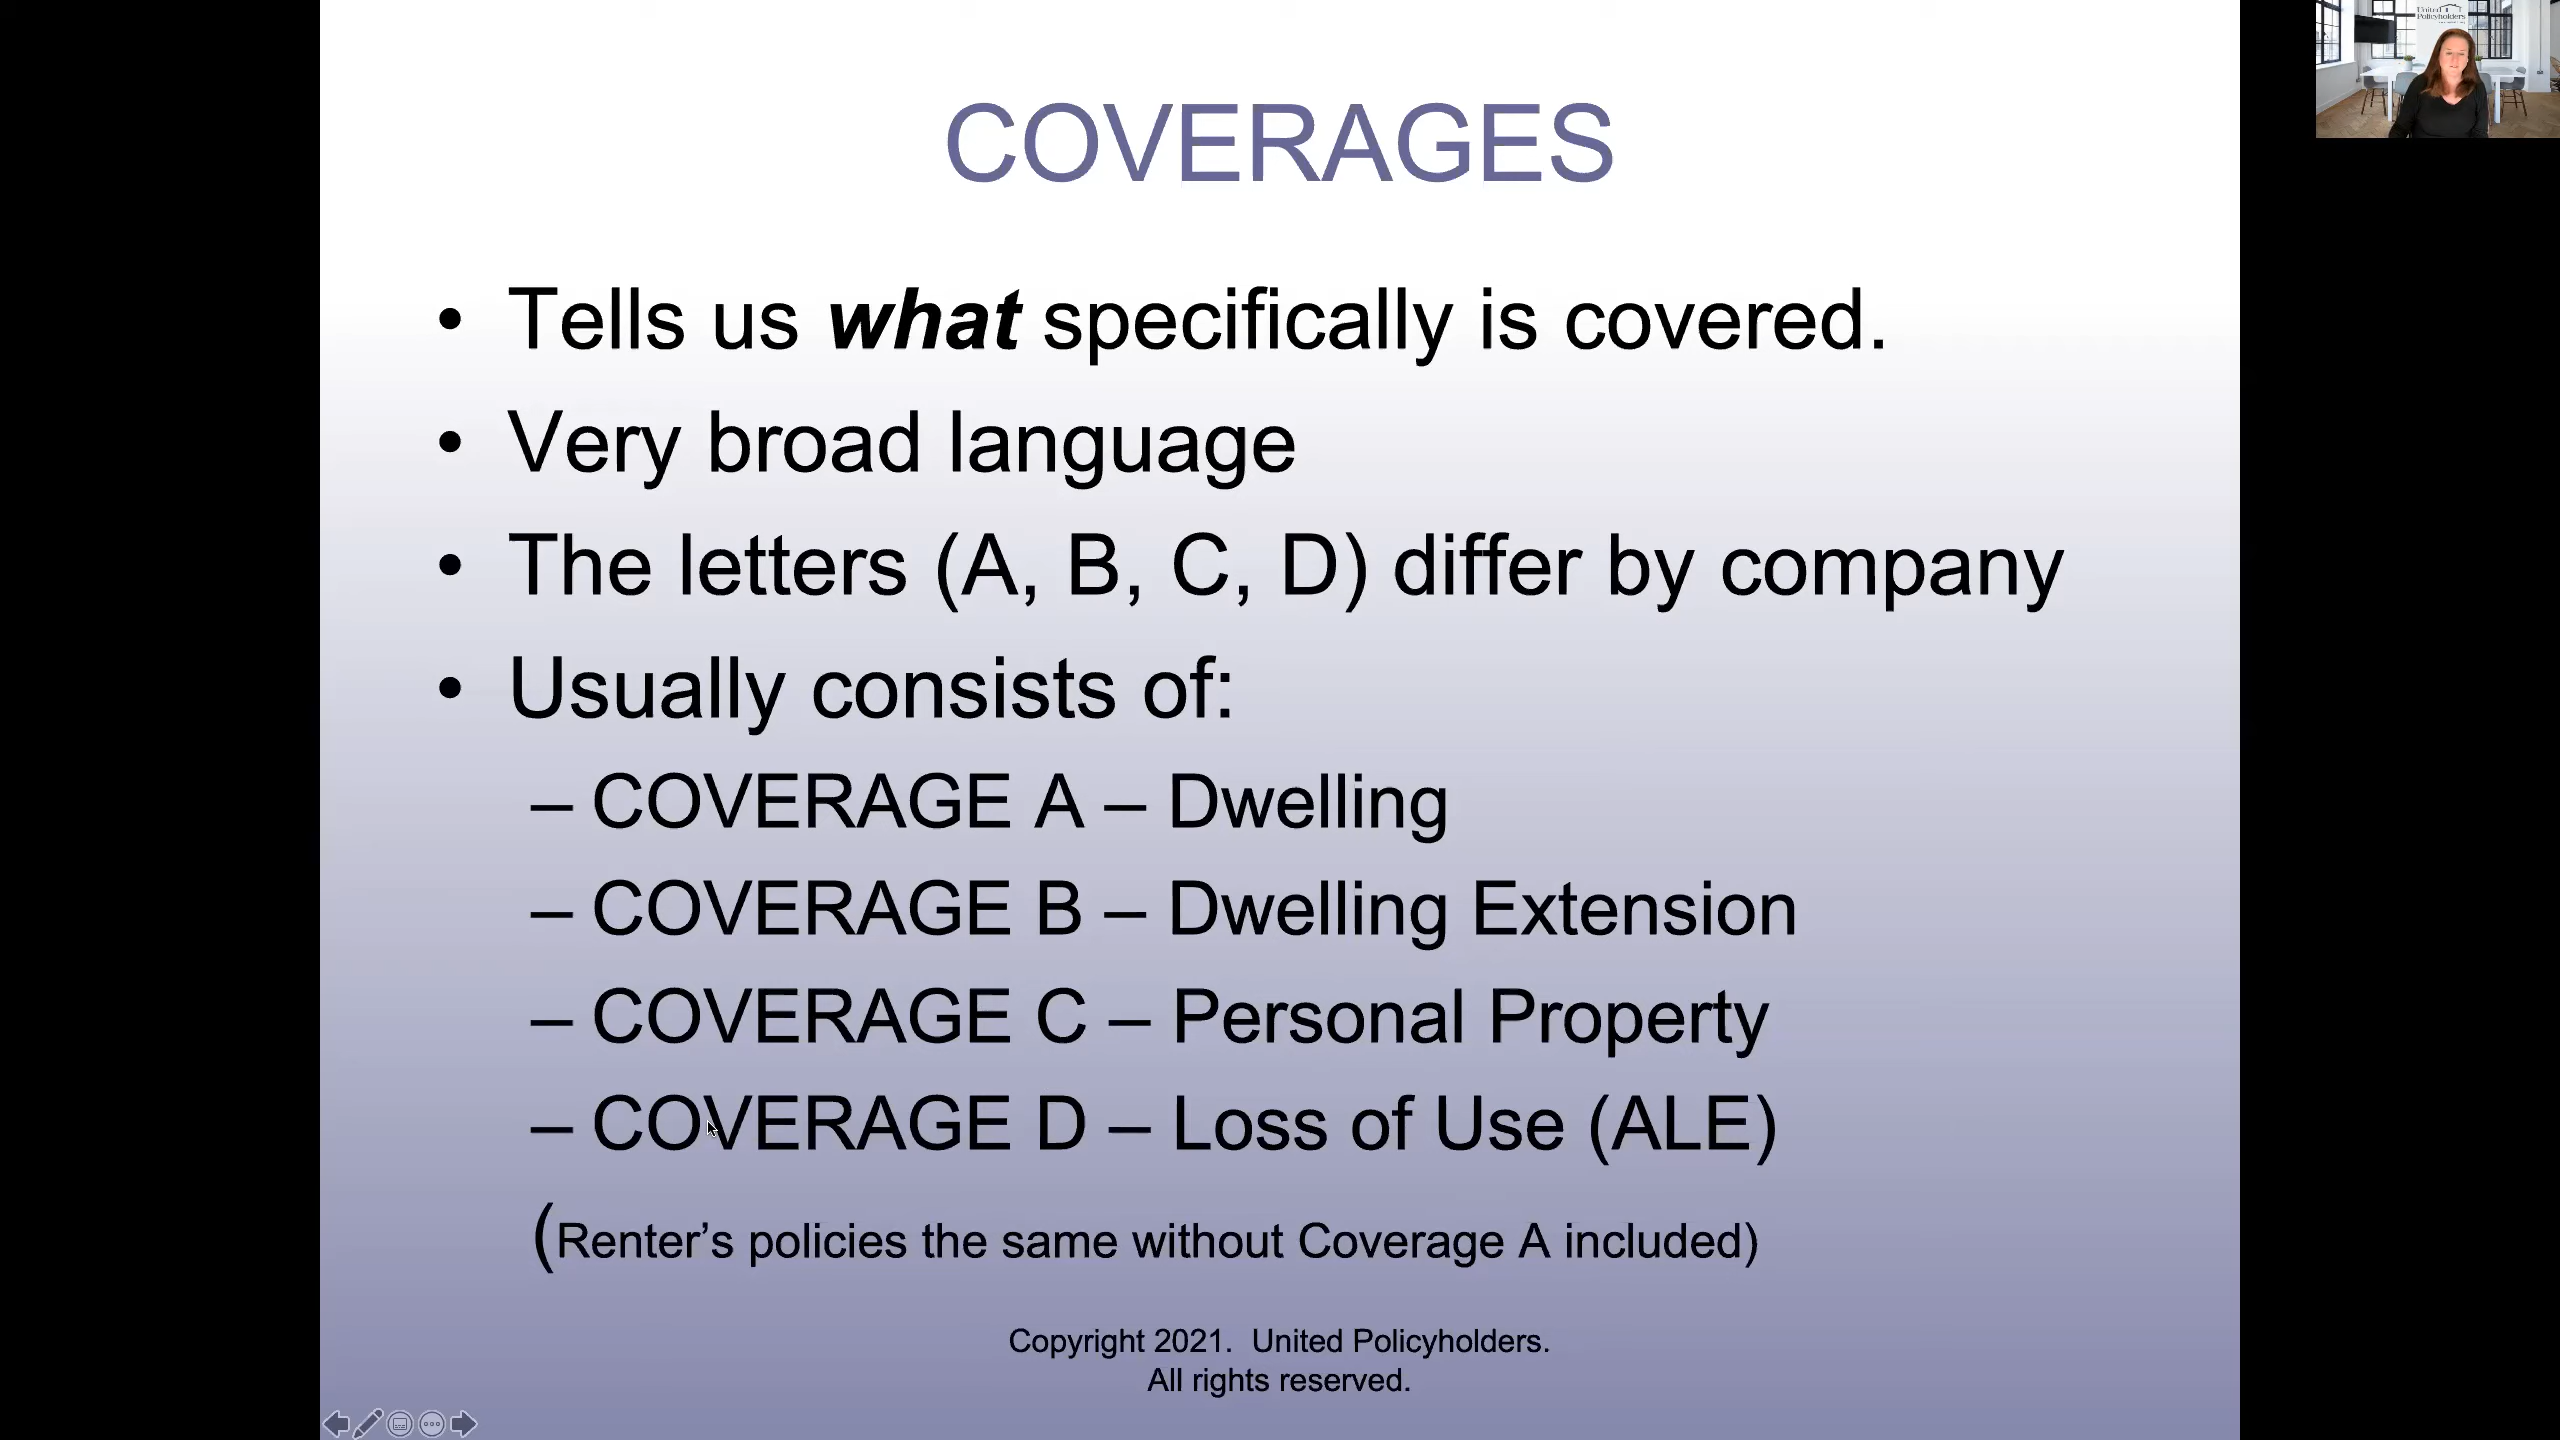 United
Policyholders
COVERAGES
• Tells us what specifically is covered.
• Very broad language
• The letters (A, B, C, D) differ by company
• Usually consists of:
– COVERAGE A – Dwelling
– COVERAGE B – Dwelling Extension
– COVERAGE C – Personal Property
– COVERAGE D – Loss of Use (ALE)
(Renter’s policies the same without Coverage A included)
Copyright 2021.  United Policyholders.
All rights reserved.